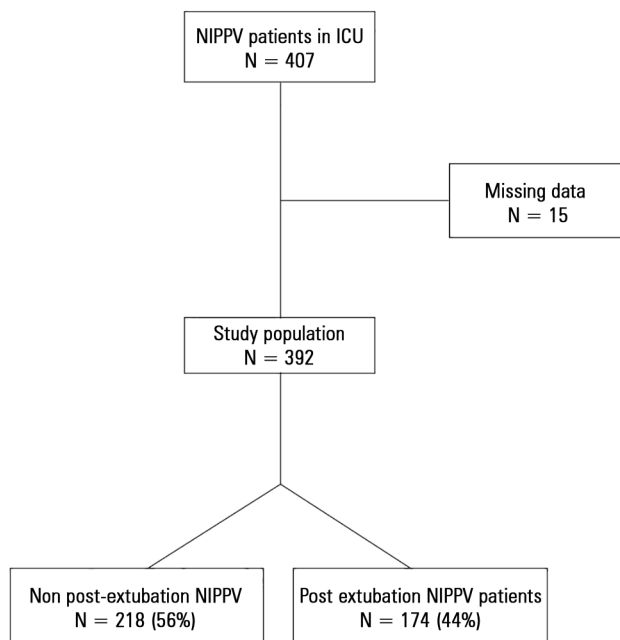 NIPPV patients in ICU
N = 407
Missing data
N = 15
Study population
N = 392
Non post-extubation NIPPV
N = 218 (56%)
Post extubation NIPPV patients
N = 174 (44%)